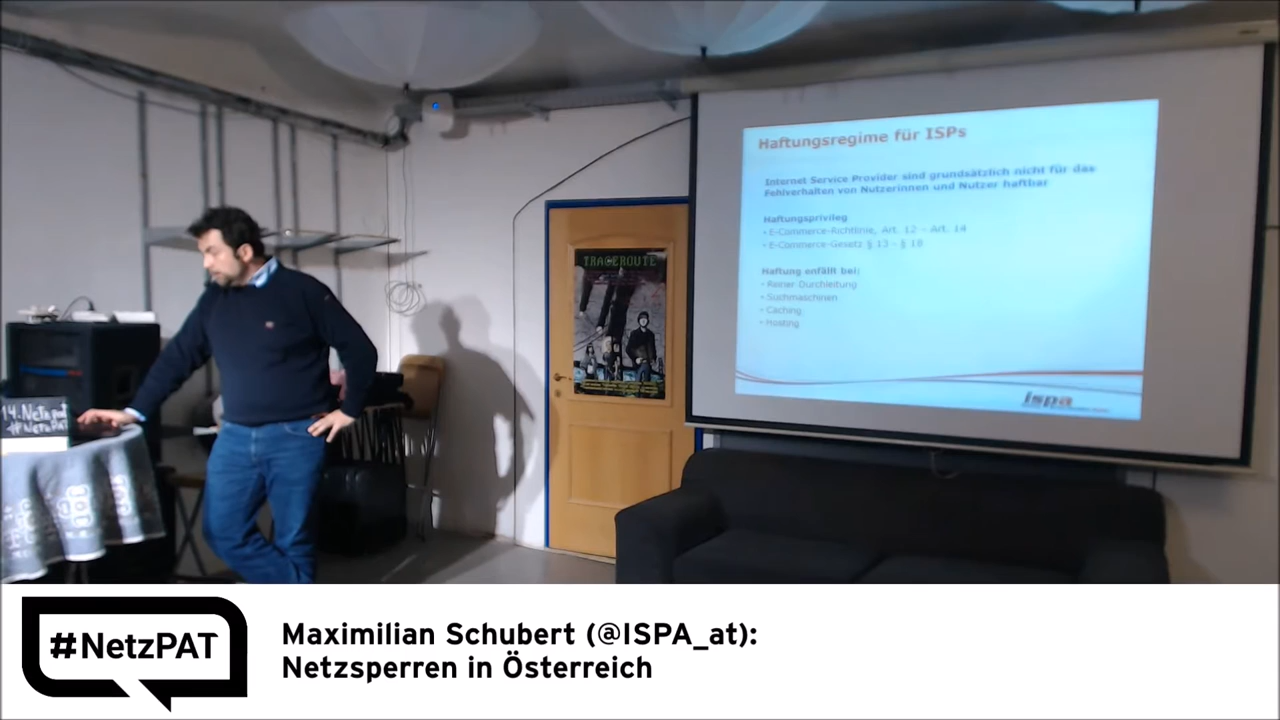 Haftungsregime für ISPs
Internet Service Provider sind grundsätzlich nicht für das
Fehlverhalten von Nutzerinnen und Nutzer haftbar
Haftungsprivileg
• E-Commerce-Richtlinie, Art. 12 – Art. 14
• E-Commerce-Gesetz § 13 - § 18
Haftung enfällt bei:
• Reiner Durchleitung
• Suchmaschinen
• Caching
• Hosting
ispa
TRACEROUTE
14. Netzpat
#NetzPAT
#NetzPAT
Maximilian Schubert (@ISPA_at):
Netzsperren in Österreich